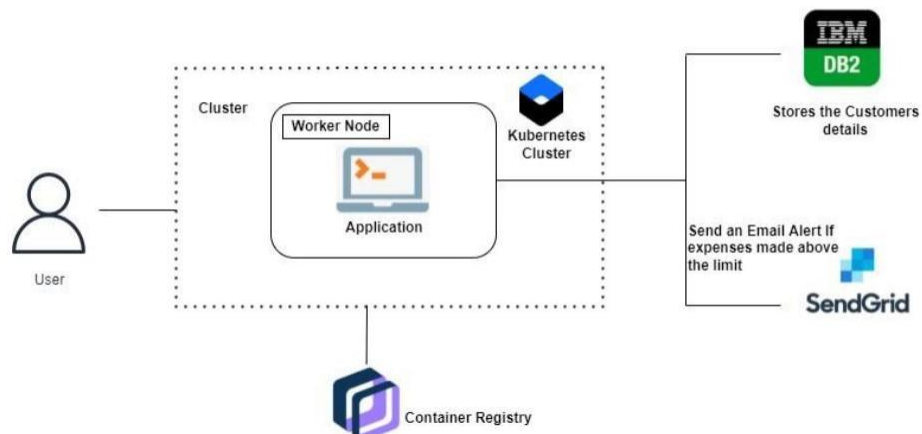 IBM
DB2
Stores the Customers
details
Cluster
Kubernetes
Cluster
Worker Node
Application
User
Send an Email Alert If
expenses made above
the limit
SendGrid
Container Registry